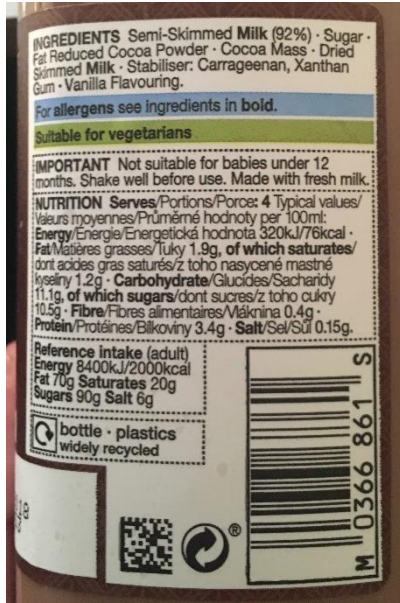 INGREDIENTS Semi-Skimmed Milk (92%) · Sugar ·
Fat Reduced Cocoa Powder · Cocoa Mass · Dried
Skimmed Milk · Stabiliser: Carrageenan, Xanthan
Gum · Vanilla Flavouring.
For allergens see ingredients in bold.
Suitable for vegetarians
IMPORTANT Not suitable for babies under 12
months. Shake well before use. Made with fresh milk.
NUTRITION Serves/Portions/Porce: 4 Typical values/
Valeurs moyennes/Průměrné hodnoty per 100ml:
Energy/Energie/Energetická hodnota 320kJ/76kcal ·
Fat/Matières grasses/Tuky 1.9g, of which saturates/
dont acides gras saturés/z toho nasycené mastné
kyseliny 1.2g · Carbohydrate/Glucides/Sacharidy
11.1g, of which sugars/dont sucres/z toho cukry
10.5g · Fibre/Fibres alimentaires/Vláknina 0.4g ·
Protein/Protéines/Bílkoviny 3.4g · Salt/Sel/Sůl 0.15g.
Reference intake (adult)
Energy 8400kJ/2000kcal
Fat 70g Saturates 20g
Sugars 90g Salt 6g
bottle · plastics
widely recycled
®
M 0366 861 S